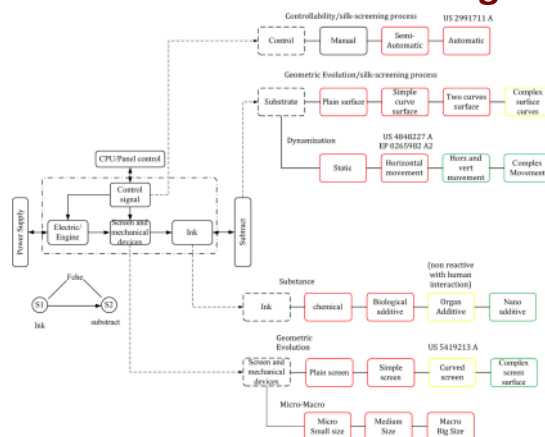 Controllability/silk-screening process
US 2991711 A
Control
Manual
Semi-
Automatic
Automatic
Geometric Evolution/silk-screening process
Substrate
Plain surface
Simple
curve
surface
Two curves
surface
Complex
surface
curves
Dynamization
US 4848227 A
EP 0265982 A2
Static
Horizontal
movement
Horx and
vert
movement
Complex
Movement
CPU/Panel control
Control
signal
Power Supply
Electric/
Engine
Screen and
mechanical
devices
Ink
Subtract
Fche
S1
S2
Ink
substract
Substance
(non reactive
with human
interaction)
Ink
chemical
Biological
additive
Organ
Additive
Nano
additive
Geometric
Evolution
US 5419213 A
Screen and
mechanical
devices
Plain screen
Simple
screen
Curved
screen
Complex
screen
surface
Micro-Macro
Micro
Small size
Medium
Size
Macro
Big Size